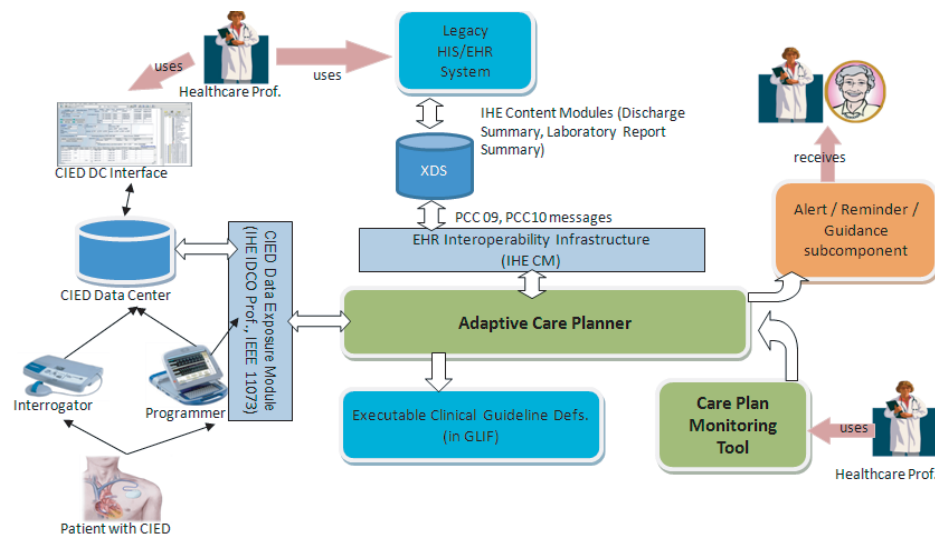 Legacy
HIS/EHR
System
uses
uses
Healthcare Prof.
IHE Content Modules (Discharge
Summary, Laboratory Report
Summary)
CIED DC Interface
XDS
receives
PCC 09, PCC10 messages
EHR Interoperability Infrastructure
(IHE CM)
Alert / Reminder /
Guidance
subcomponent
CIED Data Center
CIED Data Exposure Module
(IHE IDCO Prof., IEEE 11073)
Adaptive Care Planner
Interrogator
Programmer
Executable Clinical Guideline Defs.
(in GLIF)
Care Plan
Monitoring
Tool
uses
Healthcare Prof.
Patient with CIED